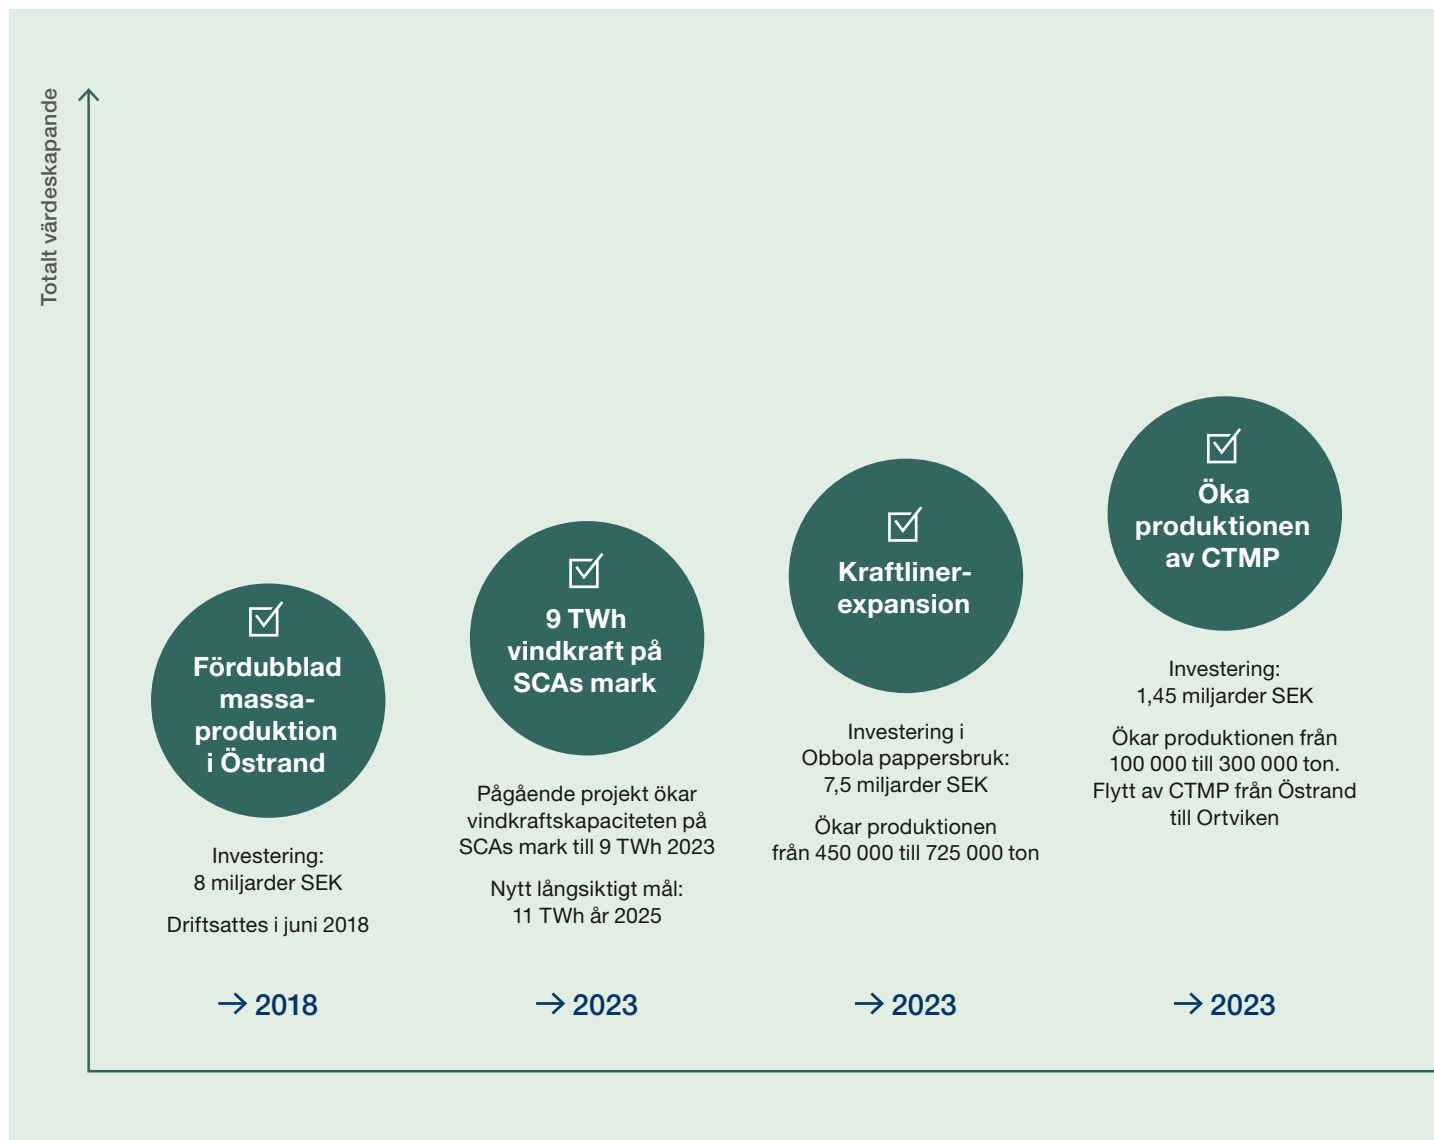 Totalt värdeskapande
Fördubblad
massa-
produktion
i Östrand
Investering:
8 miljarder SEK
Driftsattes i juni 2018
→ 2018
9 TWh
vindkraft på
SCAs mark
Pågående projekt ökar
vindkraftskapaciteten på
SCAs mark till 9 TWh 2023
Nytt långsiktigt mål:
11 TWh år 2025
→ 2023
Kraftliner-
expansion
Investering i
Obbola pappersbruk:
7,5 miljarder SEK
Ökar produktionen
från 450 000 till 725 000 ton
→ 2023
Öka
produktionen
av CTMP
Investering:
1,45 miljarder SEK
Ökar produktionen från
100 000 till 300 000 ton.
Flytt av CTMP från Östrand
till Ortviken
→ 2023